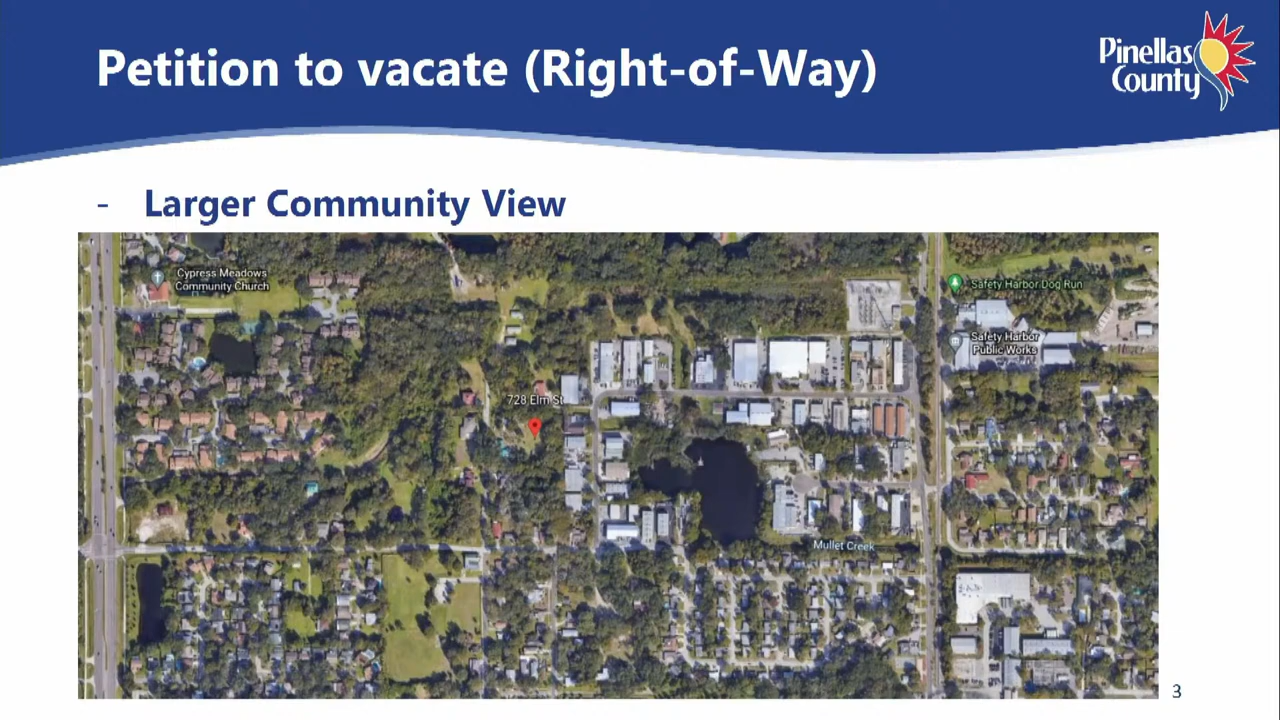 Petition to vacate (Right-of-Way)
Pinellas
County
- Larger Community View
Cypress Meadows
Community Church
Safety Harbor Dog Run
Safety Harbor
Public Works
728 Elm St
Mullet Creek
3